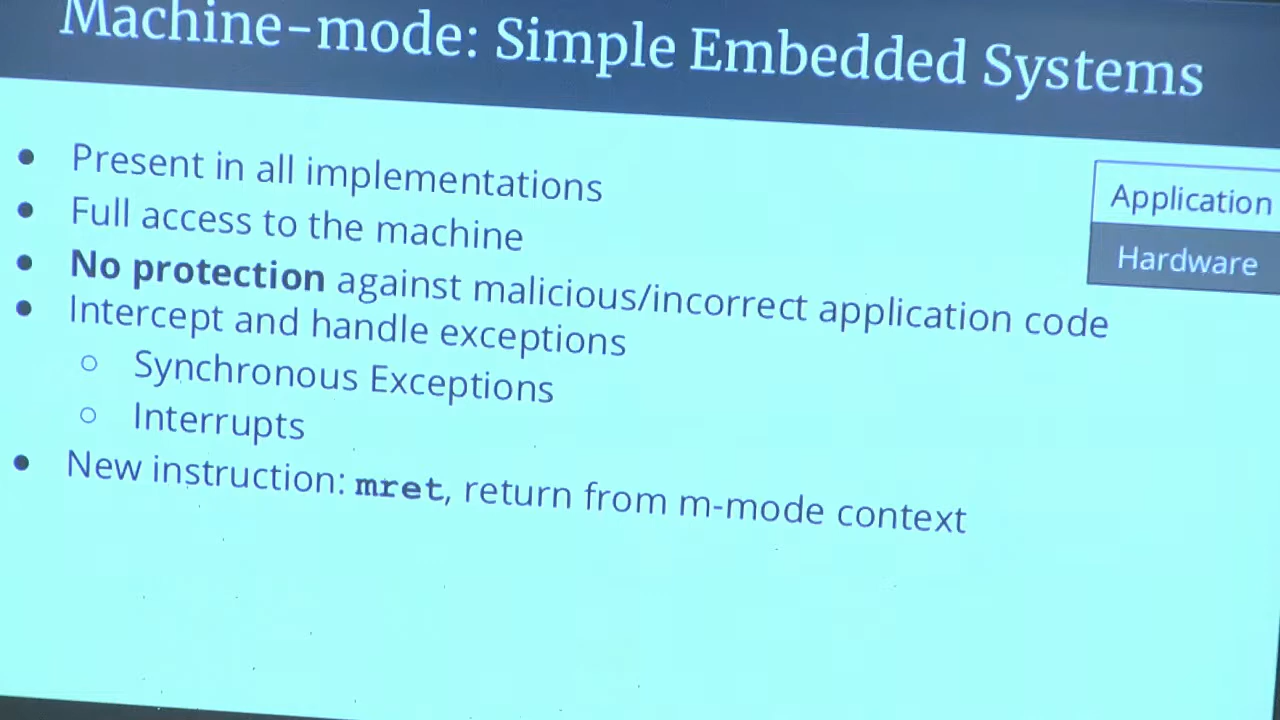 Machine-mode: Simple Embedded Systems
● Present in all implementations
● Full access to the machine
● No protection against malicious/incorrect application code
● Intercept and handle exceptions
○ Synchronous Exceptions
○ Interrupts
● New instruction: mret, return from m-mode context
Application
Hardware